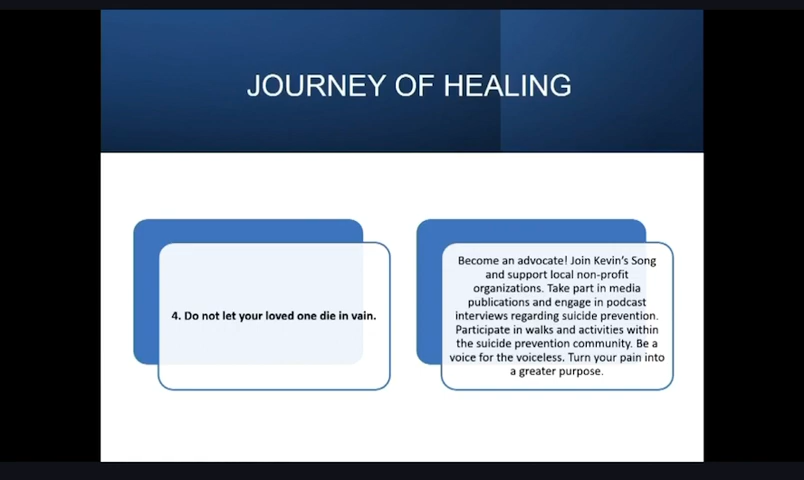 JOURNEY OF HEALING
4. Do not let your loved one die in vain.
Become an advocate! Join Kevin's Song
and support local non-profit
organizations. Take part in media
publications and engage in podcast
interviews regarding suicide prevention.
Participate in walks and activities within
the suicide prevention community. Be a
voice for the voiceless. Turn your pain into
a greater purpose.